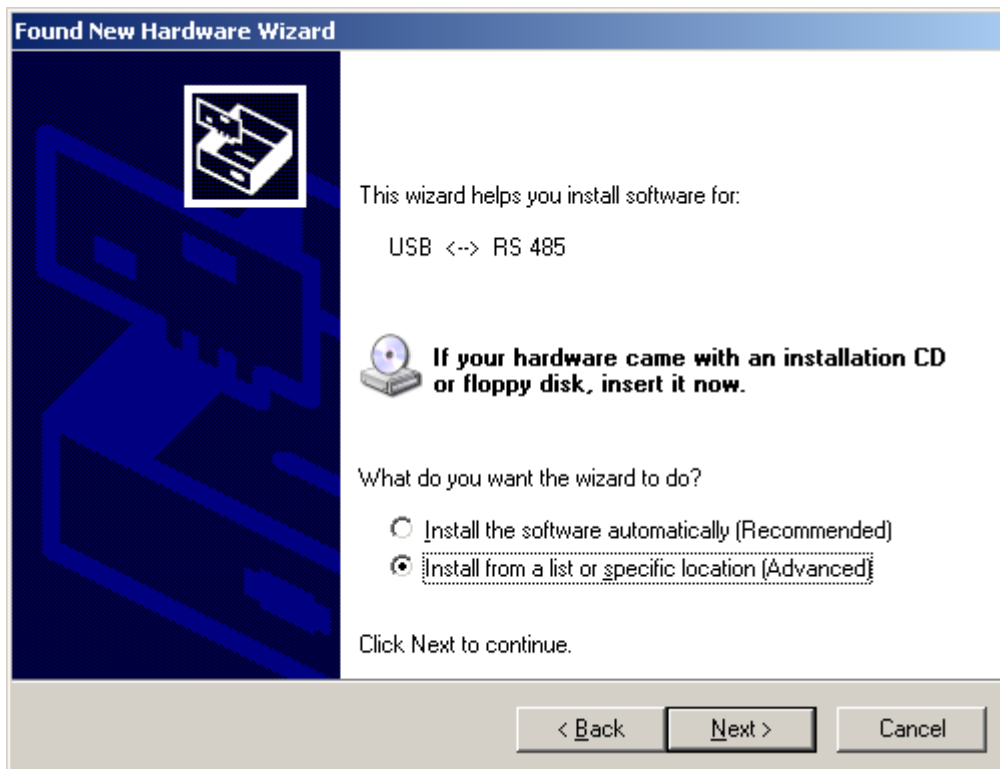 Found New Hardware Wizard
This wizard helps you install software for:
USB <--> RS 485
If your hardware came with an installation CD
or floppy disk, insert it now.
What do you want the wizard to do?
Install the software automatically (Recommended)
Install from a list or specific location (Advanced)
Click Next to continue.
< Back
Next >
Cancel